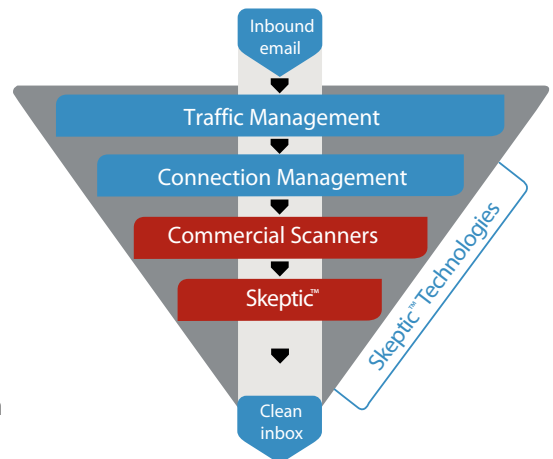 Inbound
email
Traffic Management
Connection Management
Commercial Scanners
Skeptic™
Skeptic™ Technologies
Clean
inbox